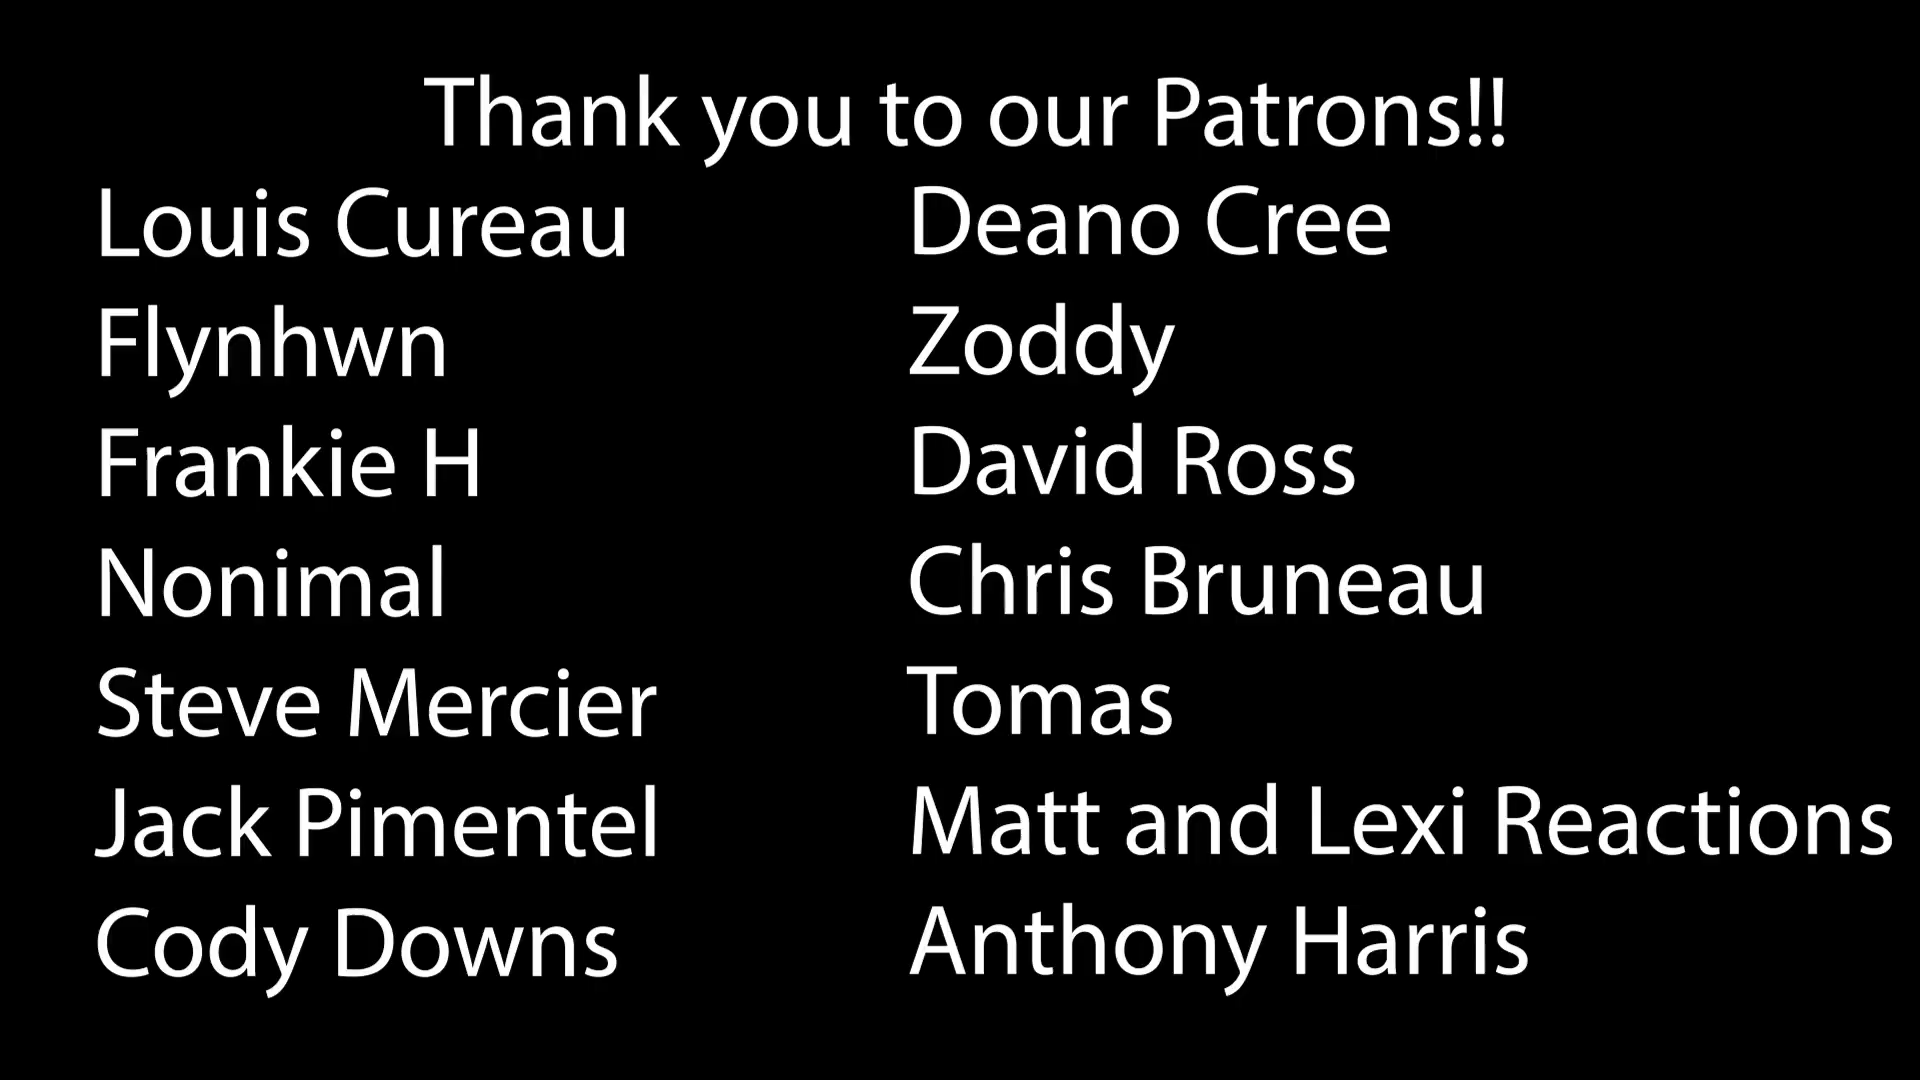 Thank you to our Patrons!!
Louis Cureau
Flynhwn
Frankie H
Nonimal
Steve Mercier
Jack Pimentel
Cody Downs
Deano Cree
Zoddy
David Ross
Chris Bruneau
Tomas
Matt and Lexi Reactions
Anthony Harris